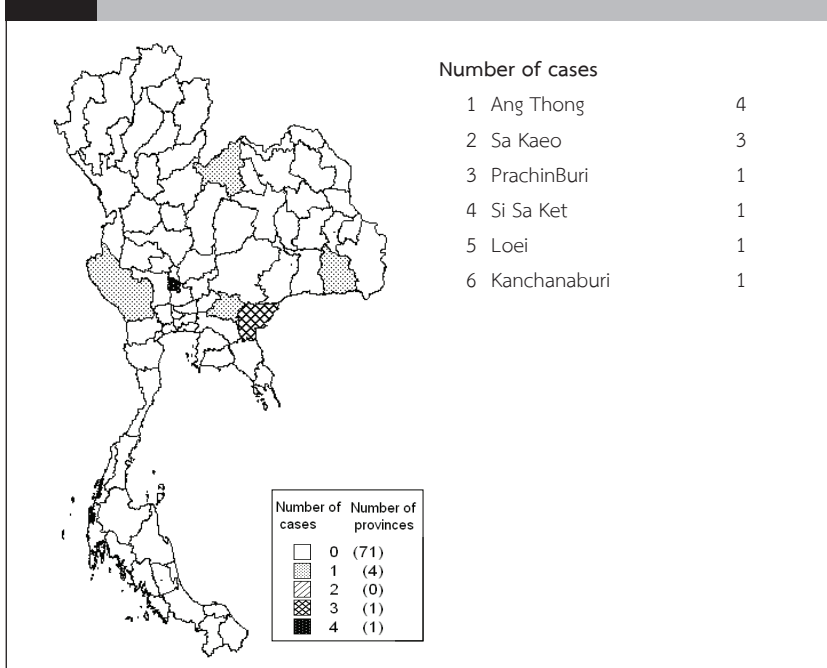 Number of cases
1 Ang Thong 4
2 Sa Kaeo 3
3 PrachinBuri 1
4 Si Sa Ket 1
5 Loei 1
6 Kanchanaburi 1
Number of cases Number of provinces
0 (71)
1 (4)
2 (0)
3 (1)
4 (1)